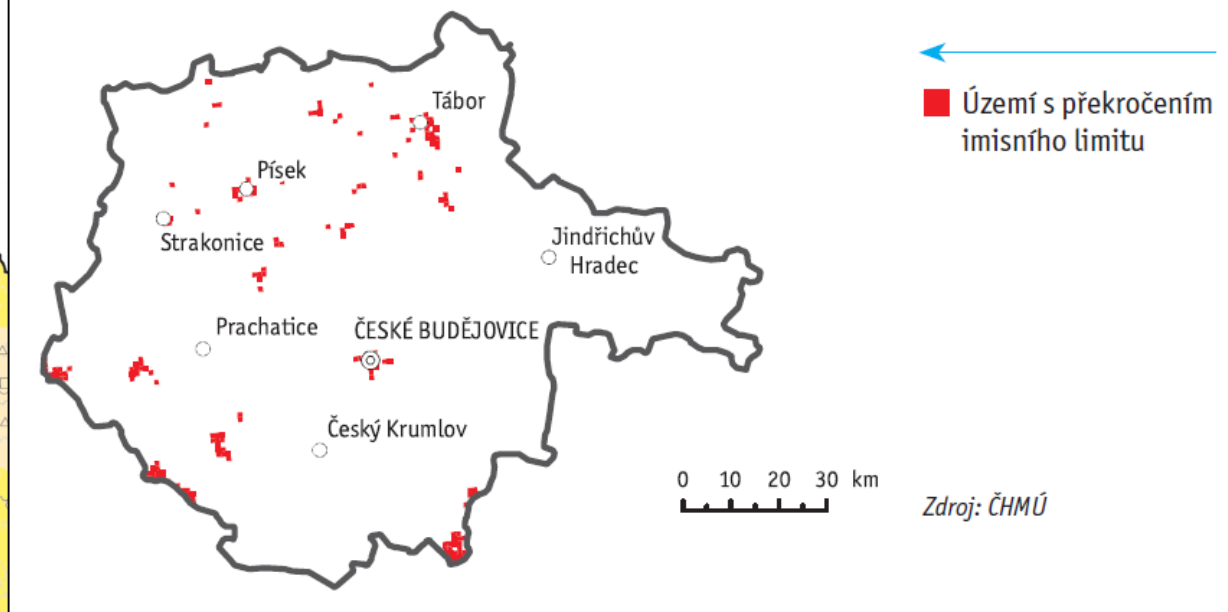 Tábor
Písek
Strakonice
Jindřichův
Hradec
Prachatice
ČESKÉ BUDĚJOVICE
Český Krumlov
0 10 20 30 km
Území s překročením
imisního limitu
Zdroj: ČHMÚ